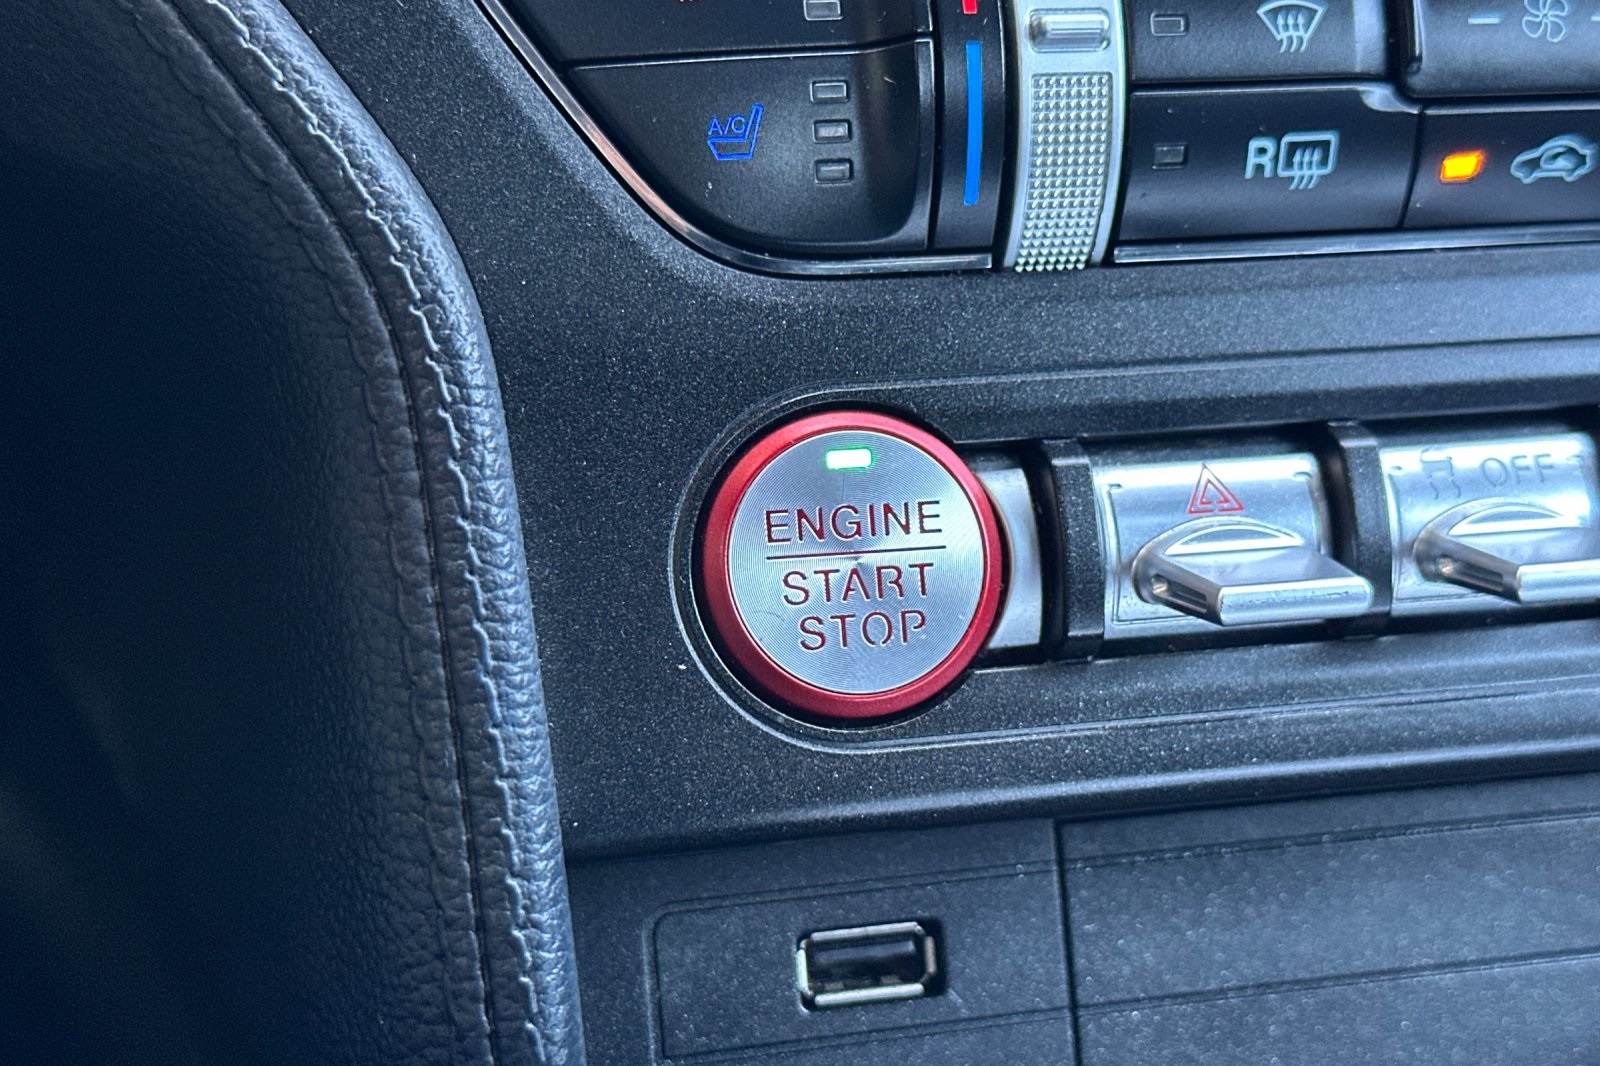 A/C
R
OFF
ENGINE
START
STOP